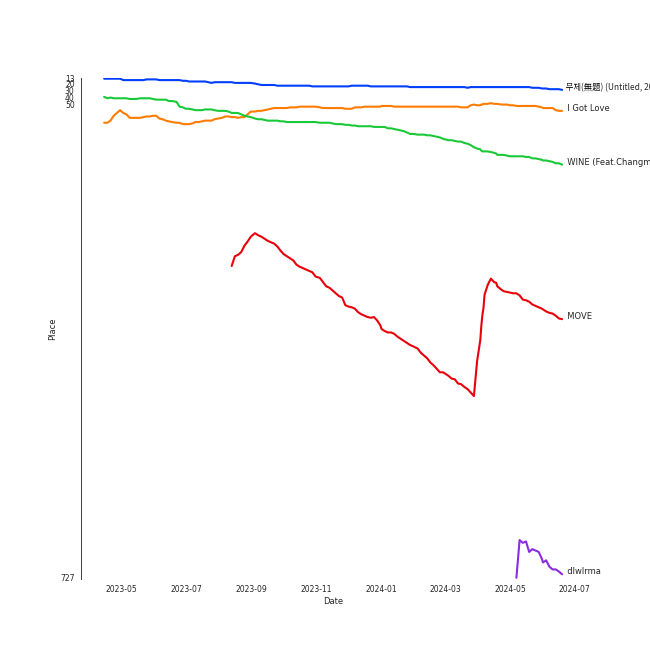 13
20
30
40
50
727
Place
무제(無題) (Untitled, 20
I Got Love
WINE (Feat.Changm
MOVE
dlwlrma
2023-05 2023-07 2023-09 2023-11 2024-01 2024-03 2024-05 2024-07
Date